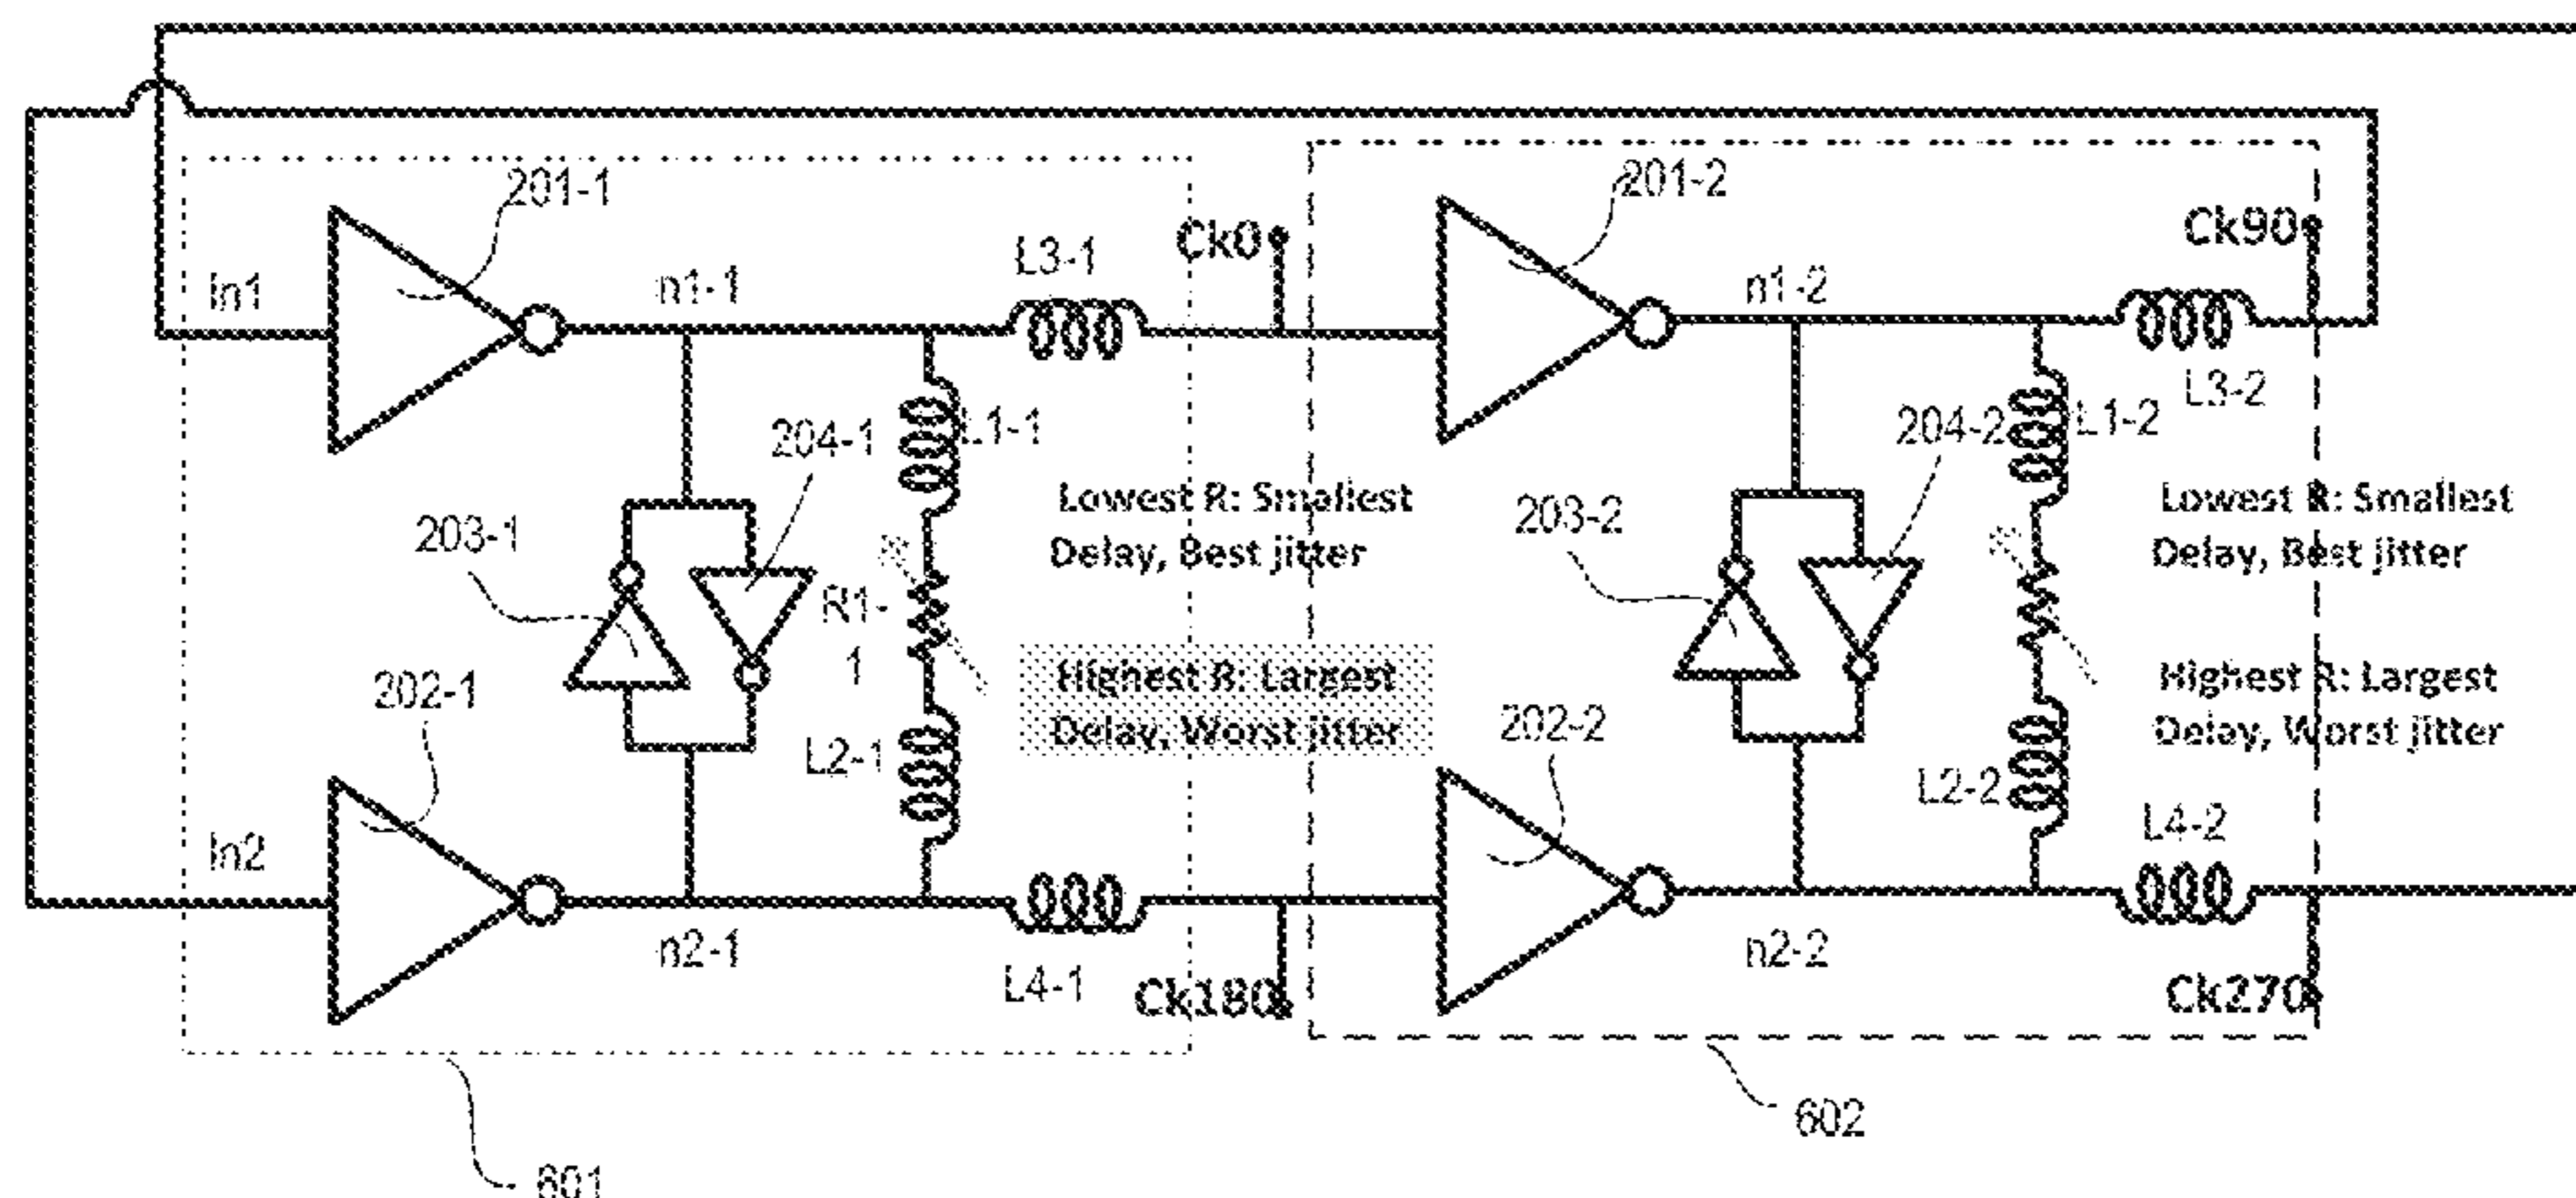 201-1
201-2
Ck0
Ck90
In1
n1-1
L3-1
n1-2
L3-2
204-1
L1-1
204-2
L1-2
203-1
Lowest R: Smallest
Delay, Best jitter
203-2
Lowest R: Smallest
Delay, Best jitter
R1-
1
Highest R: Largest
Delay, Worst jitter
Highest R: Largest
Delay, Worst jitter
202-1
L2-1
202-2
L2-2
In2
L4-2
n2-1
L4-1
Ck180
n2-2
Ck270
602
601